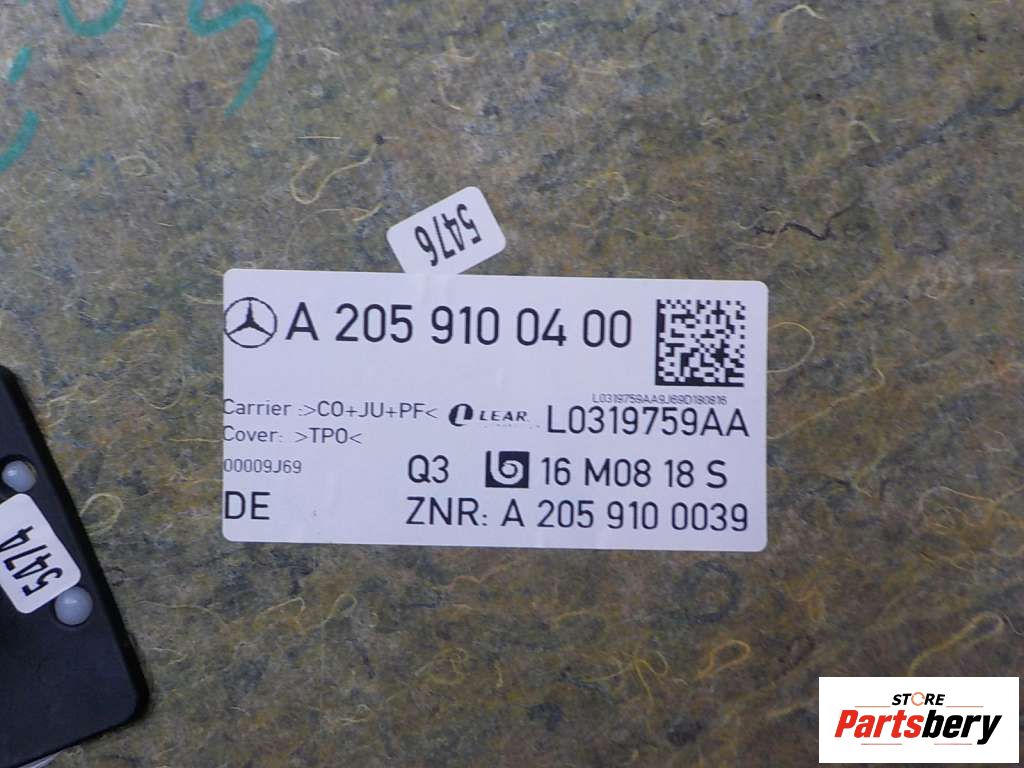 5476
A 205 910 04 00
L0319759AA9J69D180816
Carrier :>CO+JU+PF< LEAR. L0319759AA
Cover: >TPO<
00009J69 Q3 16 M08 18 S
DE ZNR: A 205 910 0039
5474
STORE
Partsbery